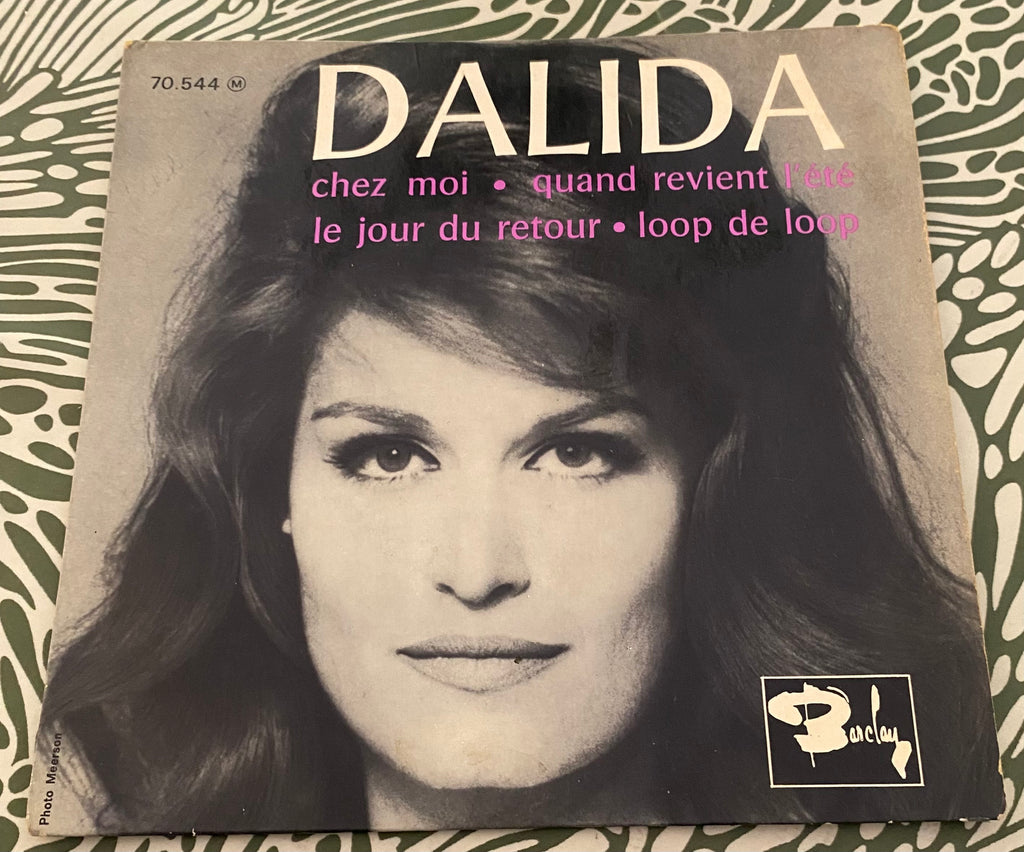 70.544 Ⓜ
DALIDA
chez moi • quand revient l'été
le jour du retour • loop de loop
Barclay
Photo Meerson